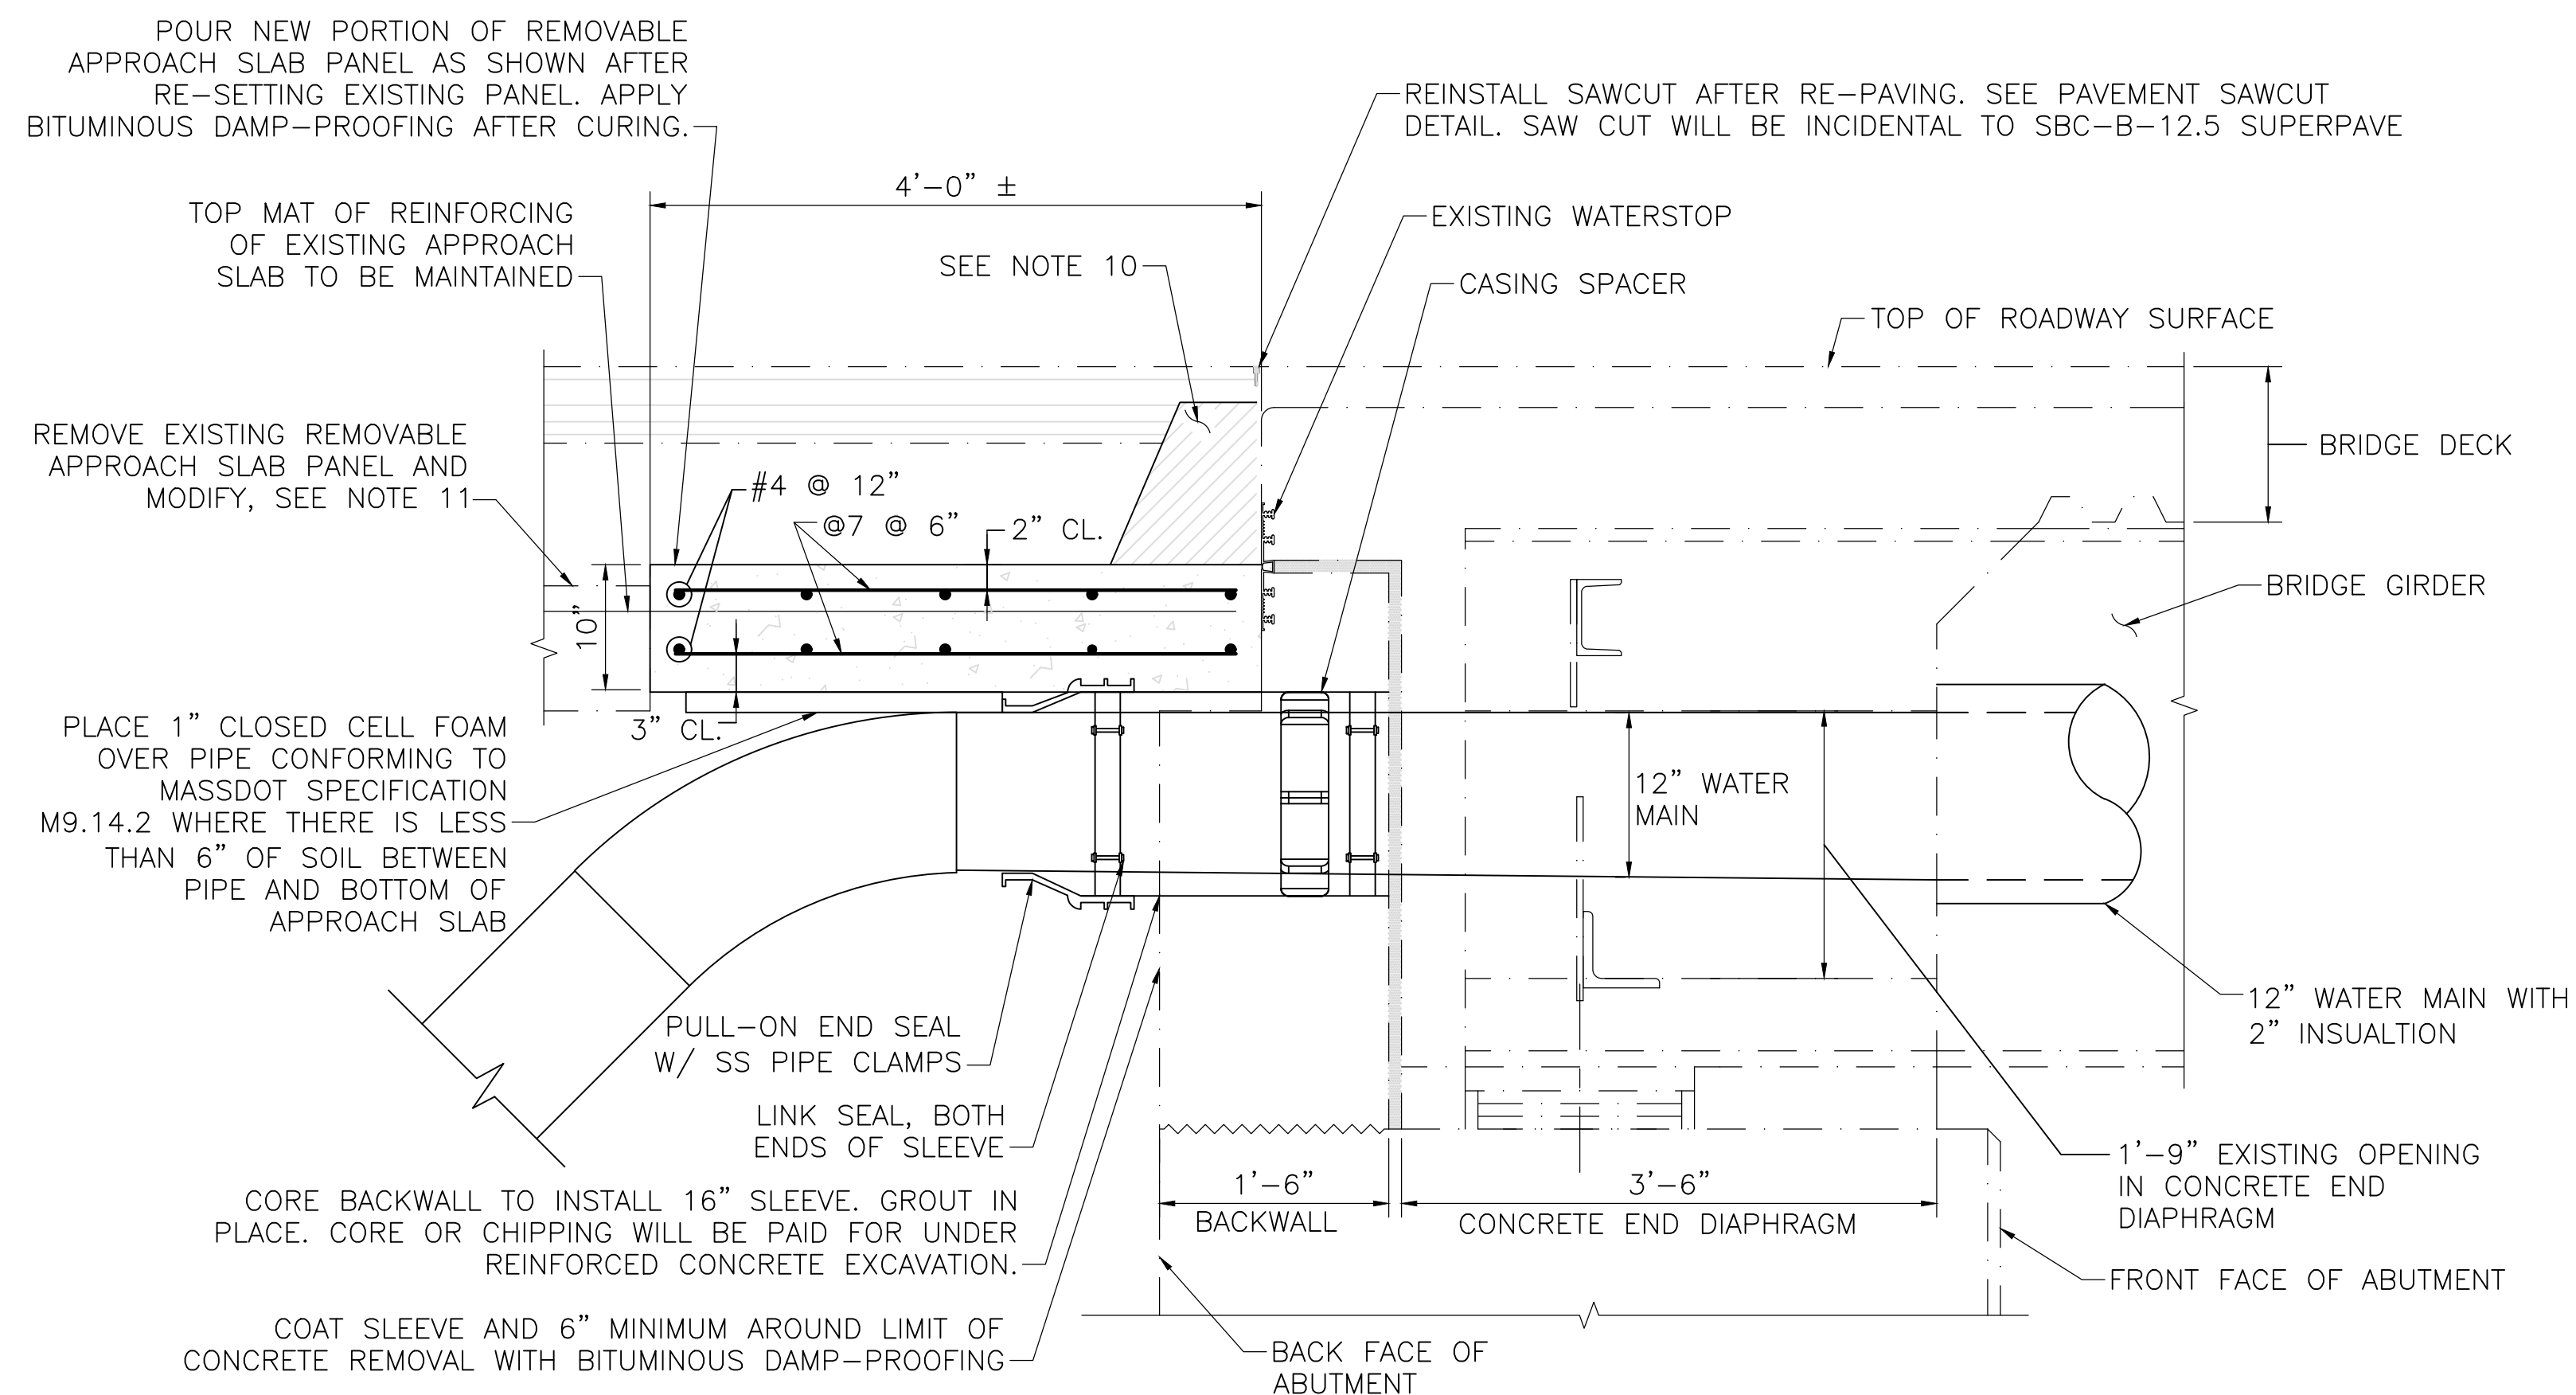 POUR NEW PORTION OF REMOVABLE
APPROACH SLAB PANEL AS SHOWN AFTER
RE-SETTING EXISTING PANEL. APPLY
BITUMINOUS DAMP-PROOFING AFTER CURING.
REINSTALL SAWCUT AFTER RE-PAVING. SEE PAVEMENT SAWCUT
DETAIL. SAW CUT WILL BE INCIDENTAL TO SBC-B-12.5 SUPERPAVE
4'-0" ±
TOP MAT OF REINFORCING
OF EXISTING APPROACH
SLAB TO BE MAINTAINED
EXISTING WATERSTOP
SEE NOTE 10
CASING SPACER
TOP OF ROADWAY SURFACE
REMOVE EXISTING REMOVABLE
APPROACH SLAB PANEL AND
MODIFY, SEE NOTE 11
BRIDGE DECK
#4 @ 12"
@7 @ 6"
2" CL.
10"
BRIDGE GIRDER
3" CL.
PLACE 1" CLOSED CELL FOAM
OVER PIPE CONFORMING TO
MASSDOT SPECIFICATION
M9.14.2 WHERE THERE IS LESS
THAN 6" OF SOIL BETWEEN
PIPE AND BOTTOM OF
APPROACH SLAB
12" WATER
MAIN
12" WATER MAIN WITH
2" INSUALTION
PULL-ON END SEAL
W/ SS PIPE CLAMPS
LINK SEAL, BOTH
ENDS OF SLEEVE
1'-6"
BACKWALL
3'-6"
CONCRETE END DIAPHRAGM
1'-9" EXISTING OPENING
IN CONCRETE END
DIAPHRAGM
CORE BACKWALL TO INSTALL 16" SLEEVE. GROUT IN
PLACE. CORE OR CHIPPING WILL BE PAID FOR UNDER
REINFORCED CONCRETE EXCAVATION.
FRONT FACE OF ABUTMENT
COAT SLEEVE AND 6" MINIMUM AROUND LIMIT OF
CONCRETE REMOVAL WITH BITUMINOUS DAMP-PROOFING
BACK FACE OF
ABUTMENT